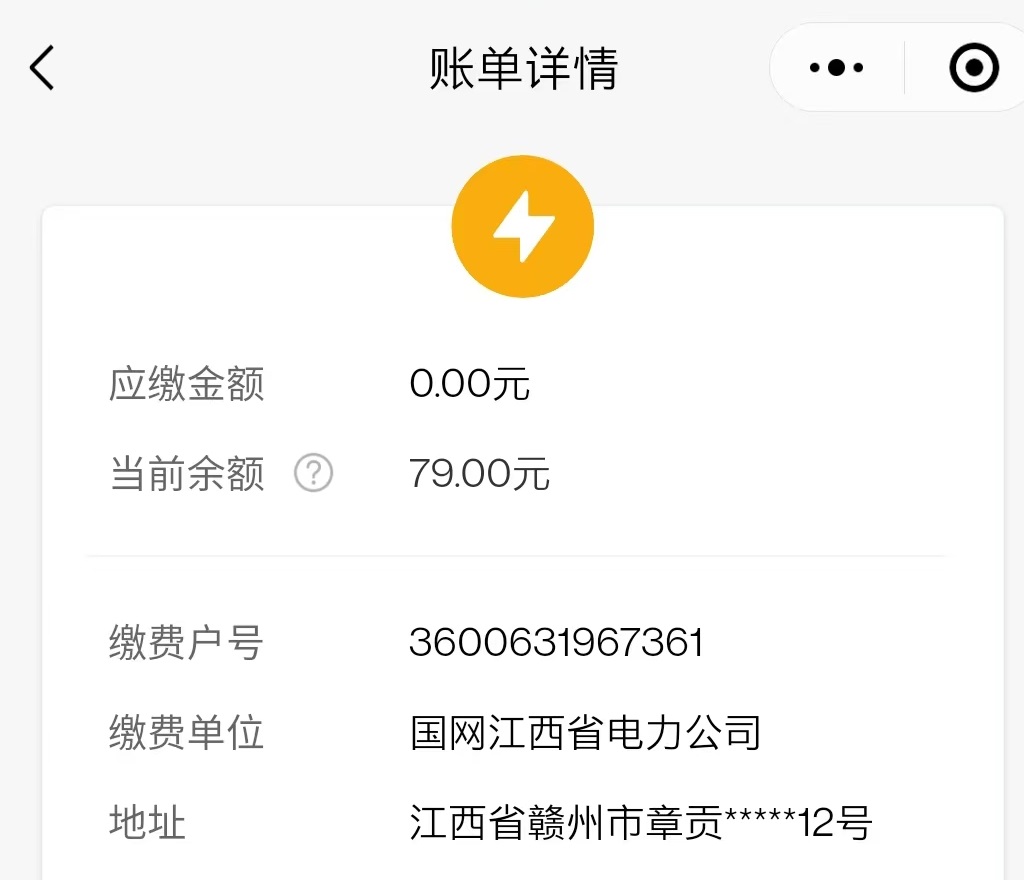 账单详情
应缴金额 0.00元
当前余额 ? 79.00元
缴费户号 3600631967361
缴费单位 国网江西省电力公司
地址 江西省赣州市章贡*****12号